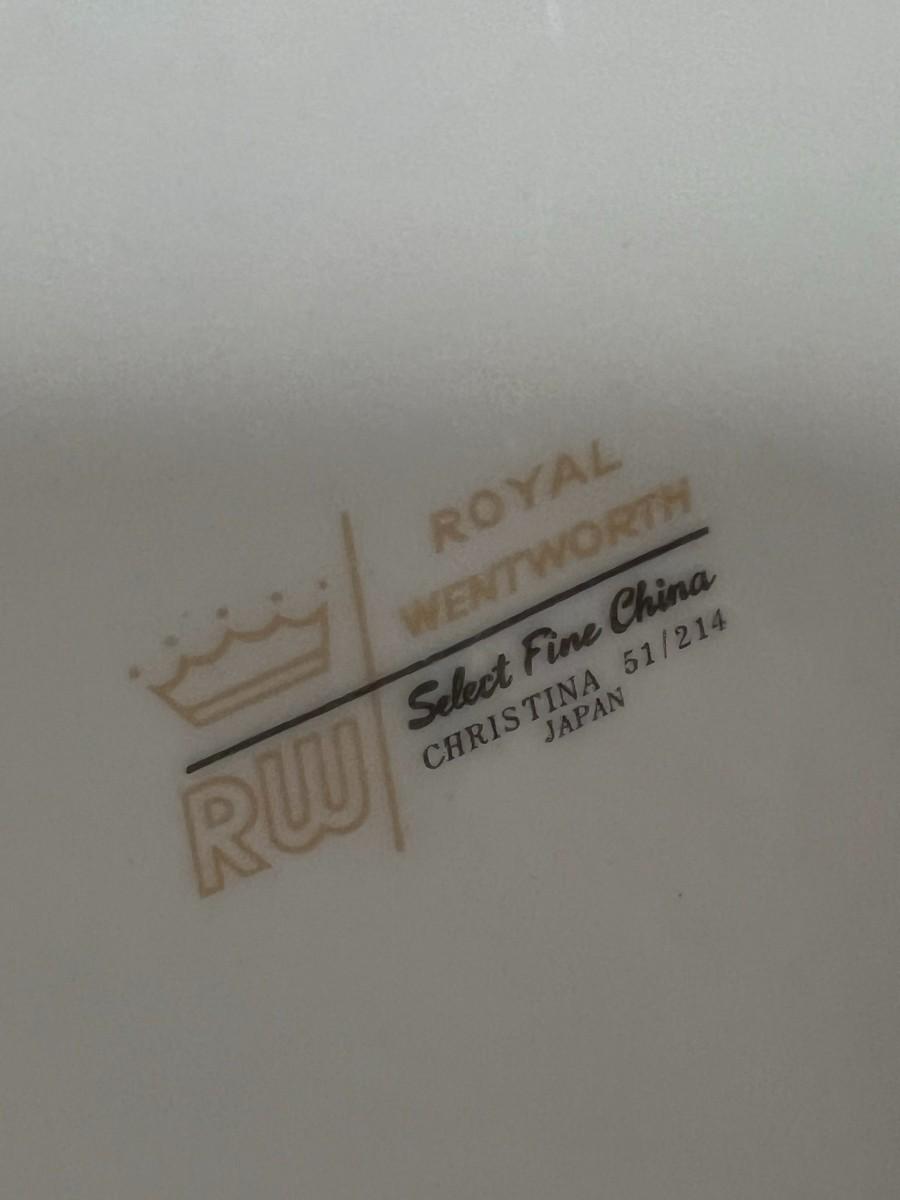 ROYAL
WENTWORTH
Select Fine China
CHRISTINA 51/214
JAPAN
RW